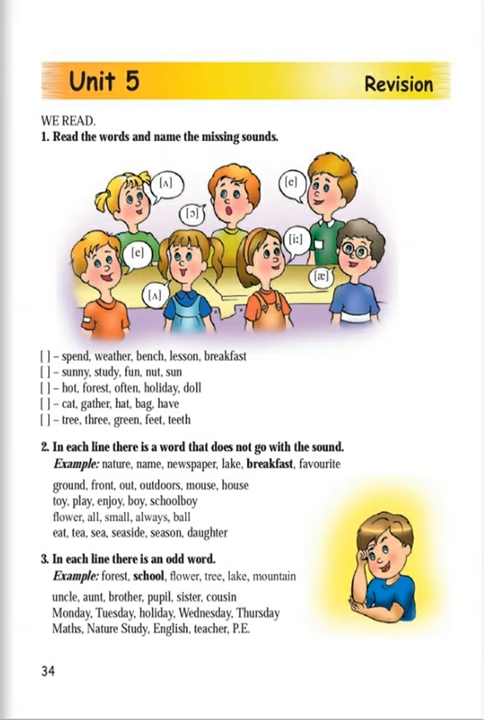 Unit 5
Revision
WE READ.
1. Read the words and name the missing sounds.
[ʌ]
[ɔ]
[e]
[e]
[i:]
[æ]
[ʌ]
[ ] – spend, weather, bench, lesson, breakfast
[ ] – sunny, study, fun, nut, sun
[ ] – hot, forest, often, holiday, doll
[ ] – cat, gather, hat, bag, have
[ ] – tree, three, green, feet, teeth
2. In each line there is a word that does not go with the sound.
Example: nature, name, newspaper, lake, breakfast, favourite
ground, front, out, outdoors, mouse, house
toy, play, enjoy, boy, schoolboy
flower, all, small, always, ball
eat, tea, sea, seaside, season, daughter
3. In each line there is an odd word.
Example: forest, school, flower, tree, lake, mountain
uncle, aunt, brother, pupil, sister, cousin
Monday, Tuesday, holiday, Wednesday, Thursday
Maths, Nature Study, English, teacher, P.E.
34